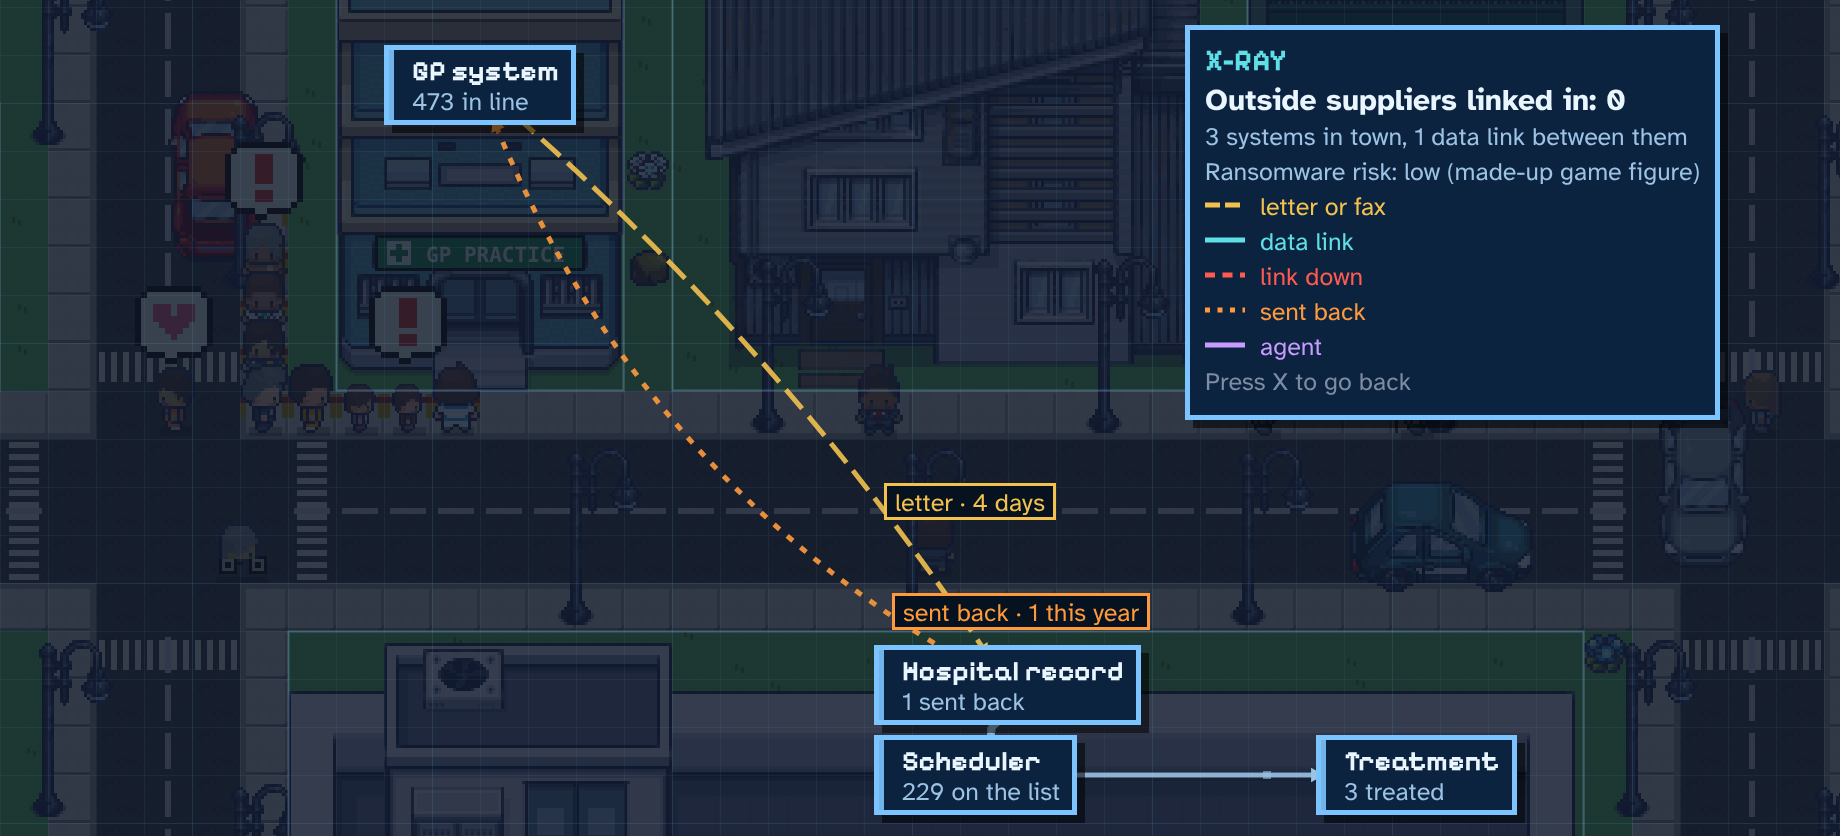 GP system
473 in line
GP PRACTICE
X-RAY
Outside suppliers linked in: 0
3 systems in town, 1 data link between them
Ransomware risk: low (made-up game figure)
letter or fax
data link
link down
sent back
agent
Press X to go back
letter · 4 days
sent back · 1 this year
Hospital record
1 sent back
Scheduler
229 on the list
Treatment
3 treated